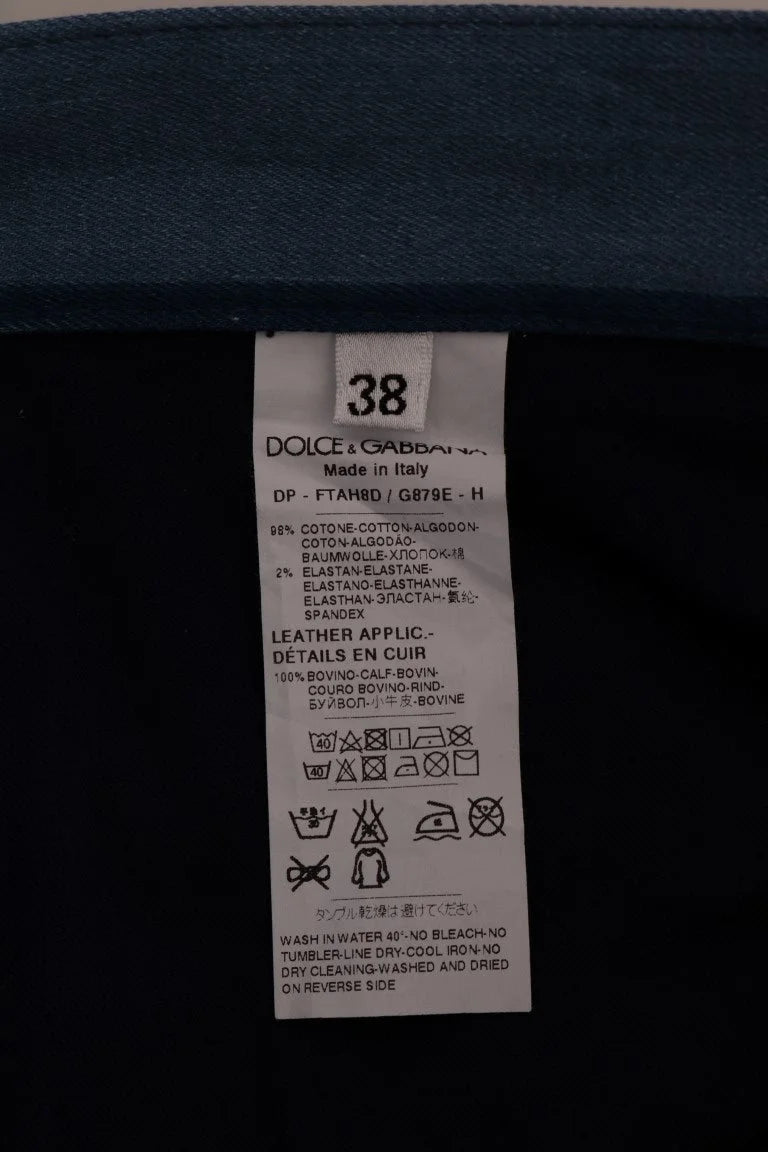 38
DOLCE & GABBANA
Made in Italy
DP - FTAH8D / G879E - H
98% COTONE-COTTON-ALGODON-
COTON-ALGODÃO-
BAUMWOLLE-ХЛОПОК-棉
2% ELASTAN-ELASTANE-
ELASTANO-ELASTHANNE-
ELASTHAN-ЭЛАСТАН-氨纶-
SPANDEX
LEATHER APPLIC.-
DÉTAILS EN CUIR
100% BOVINO-CALF-BOVIN-
COURO BOVINO-RIND-
БУЙВОЛ-小牛皮-BOVINE
40
40
タンブル乾燥は避けてください
WASH IN WATER 40°-NO BLEACH-NO
TUMBLER-LINE DRY-COOL IRON-NO
DRY CLEANING-WASHED AND DRIED
ON REVERSE SIDE